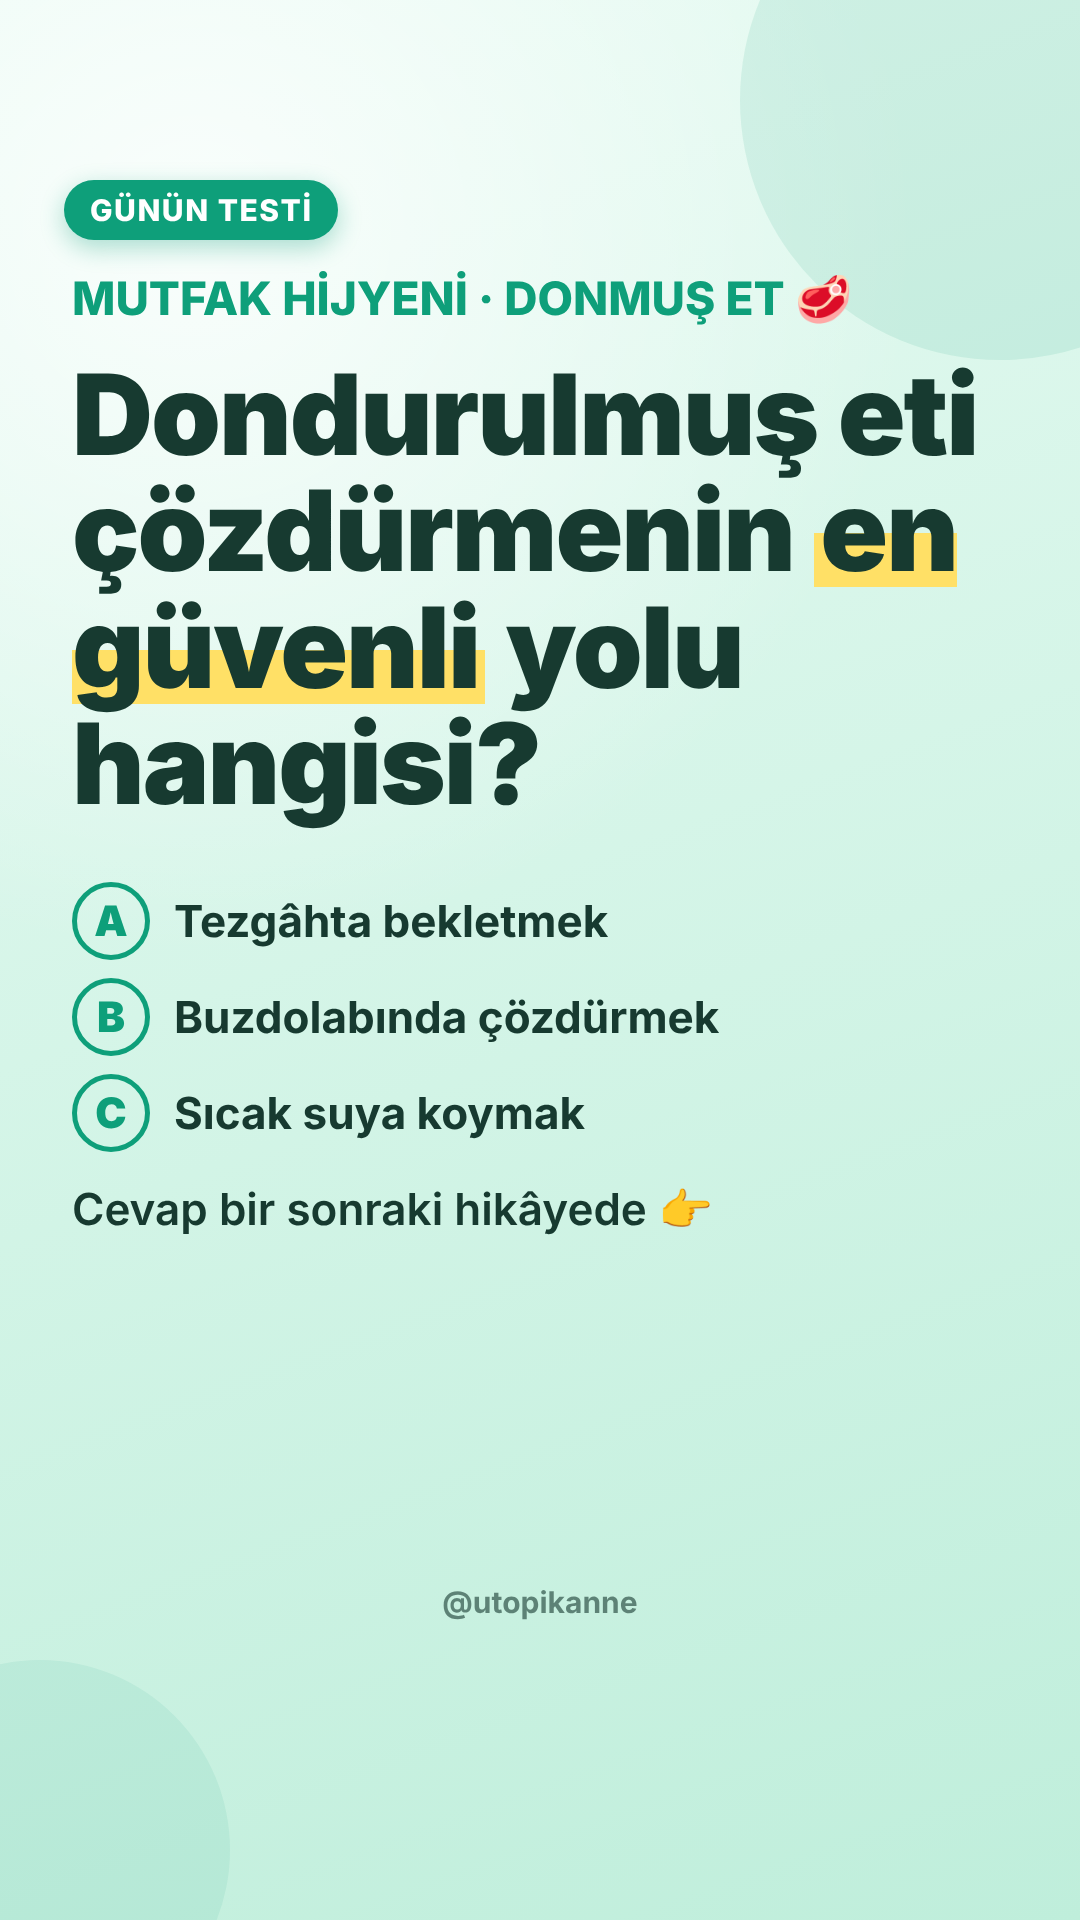 GÜNÜN TESTİ
MUTFAK HİJYENİ · DONMUŞ ET 🥩
Dondurulmuş eti
çözdürmenin en
güvenli yolu
hangisi?
A Tezgâhta bekletmek
B Buzdolabında çözdürmek
C Sıcak suya koymak
Cevap bir sonraki hikâyede 👉
@utopikanne